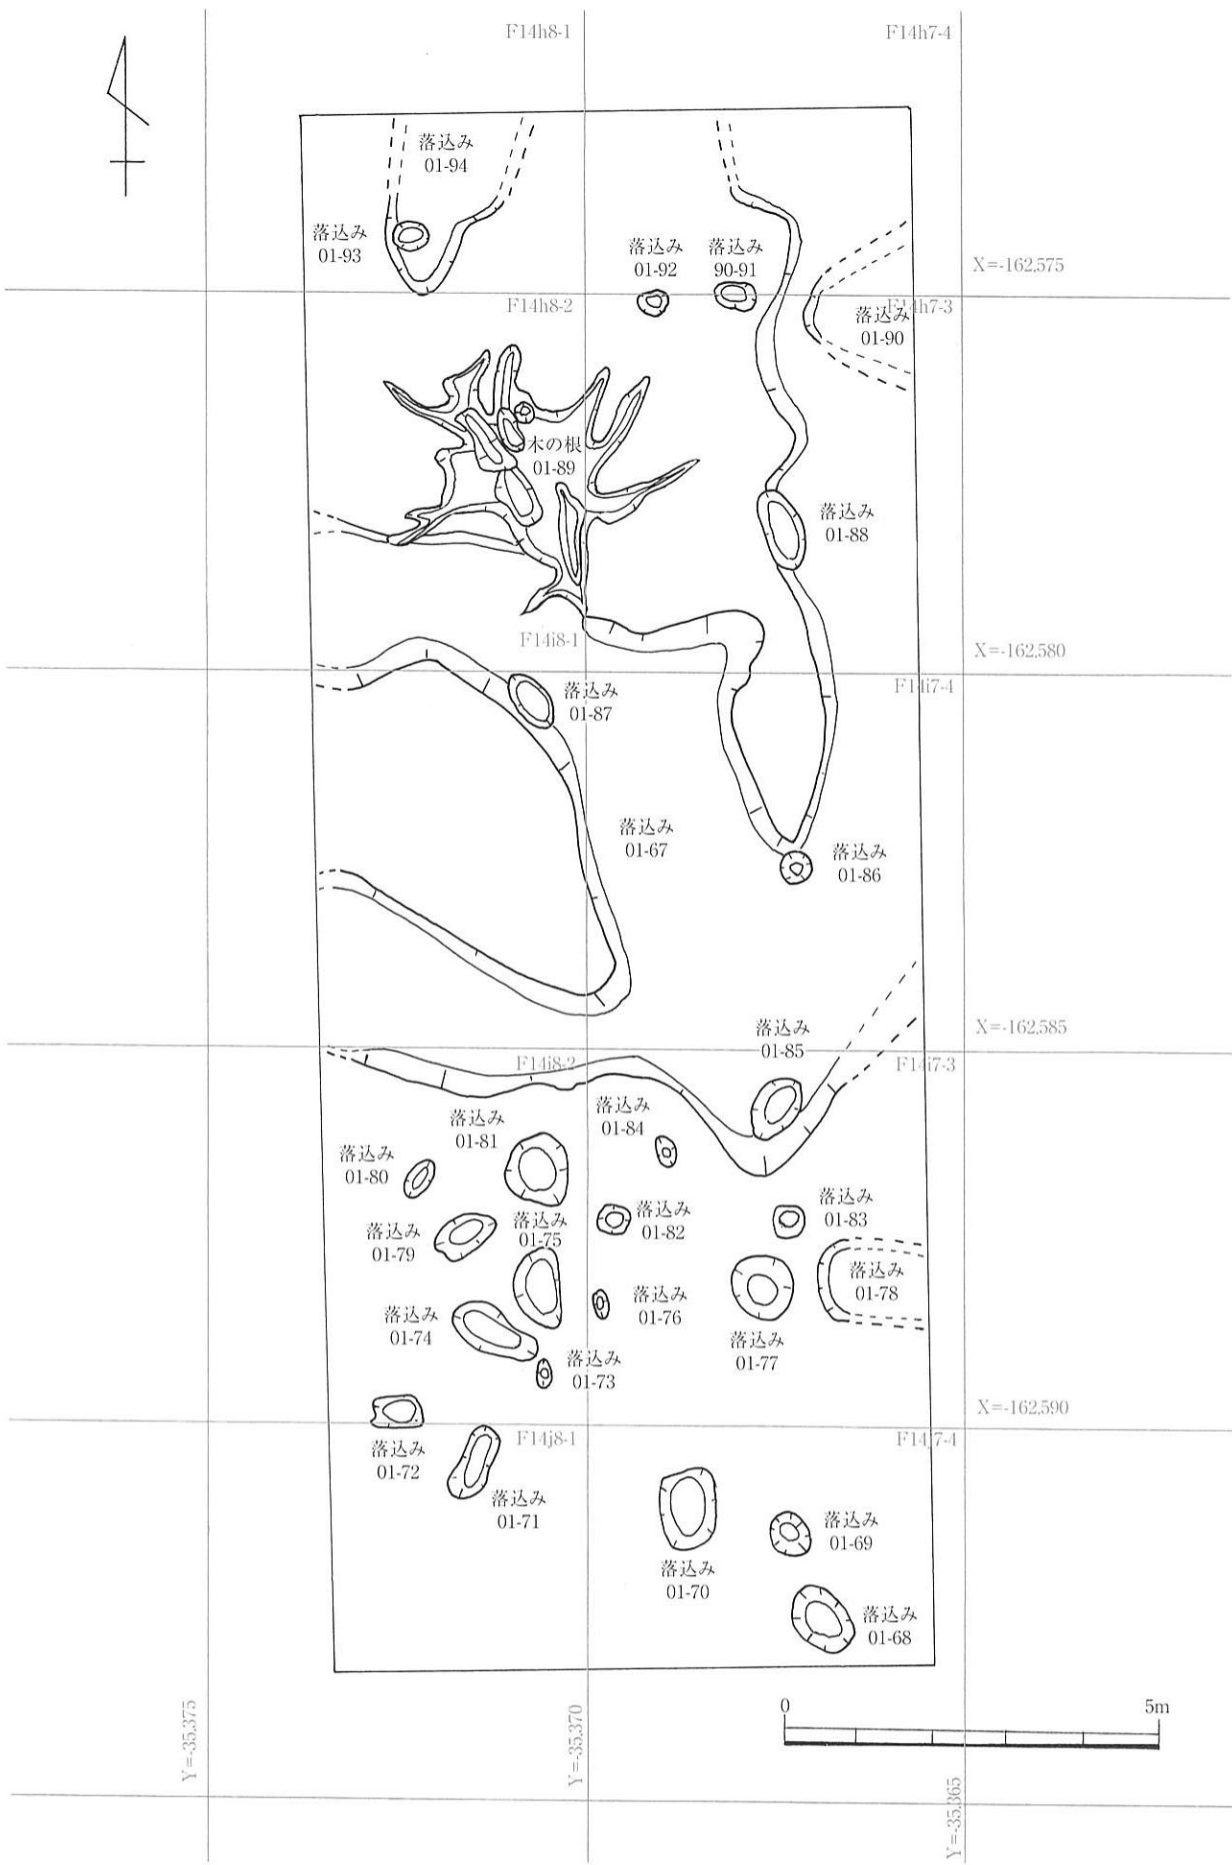 F14h8-1
F14h7-4
落込み
01-94
落込み
01-93
落込み
01-92
落込み
90-91
X=-162,575
F14h8-2
F14h7-3
落込み
01-90
木の根
01-89
落込み
01-88
F14i8-1
X=-162,580
F14i7-4
落込み
01-87
落込み
01-67
落込み
01-86
落込み
01-85
X=-162,585
F14i8-2
F14i7-3
落込み
01-84
落込み
01-81
落込み
01-80
落込み
01-83
落込み
01-82
落込み
01-75
落込み
01-79
落込み
01-78
落込み
01-76
落込み
01-74
落込み
01-77
落込み
01-73
X=-162,590
F14j8-1
F14j7-4
落込み
01-72
落込み
01-71
落込み
01-69
落込み
01-70
落込み
01-68
0 5m
Y=-35,375
Y=-35,370
Y=-35,365